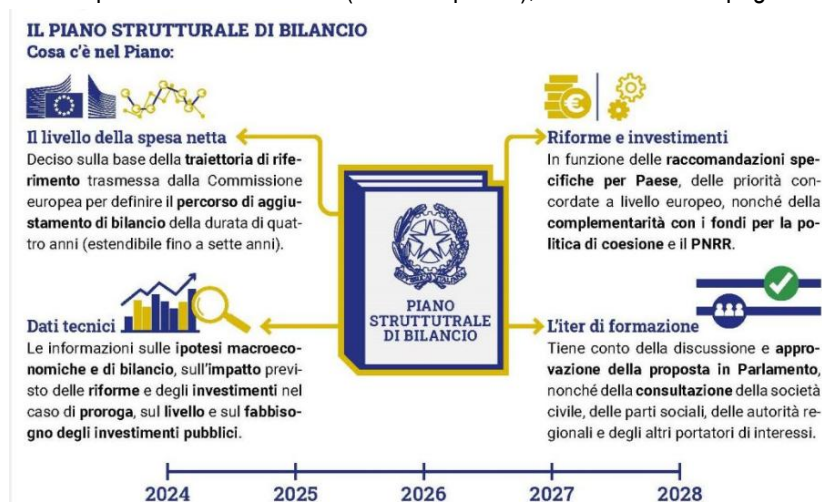 IL PIANO STRUTTURALE DI BILANCIO
Cosa c'è nel Piano:
Il livello della spesa netta
Deciso sulla base della traiettoria di rife-
rimento trasmessa dalla Commissione
europea per definire il percorso di aggiu-
stamento di bilancio della durata di quat-
tro anni (estendibile fino a sette anni).
Riforme e investimenti
In funzione delle raccomandazioni spe-
cifiche per Paese, delle priorità con-
cordate a livello europeo, nonché della
complementarità con i fondi per la po-
litica di coesione e il PNRR.
PIANO
STRUTTUTRALE
DI BILANCIO
Dati tecnici
Le informazioni sulle ipotesi macroeco-
nomiche e di bilancio, sull'impatto previ-
sto delle riforme e degli investimenti nel
caso di proroga, sul livello e sul fabbiso-
gno degli investimenti pubblici.
L'iter di formazione
Tiene conto della discussione e appro-
vazione della proposta in Parlamento,
nonché della consultazione della società
civile, delle parti sociali, delle autorità re-
gionali e degli altri portatori di interessi.
2024 2025 2026 2027 2028